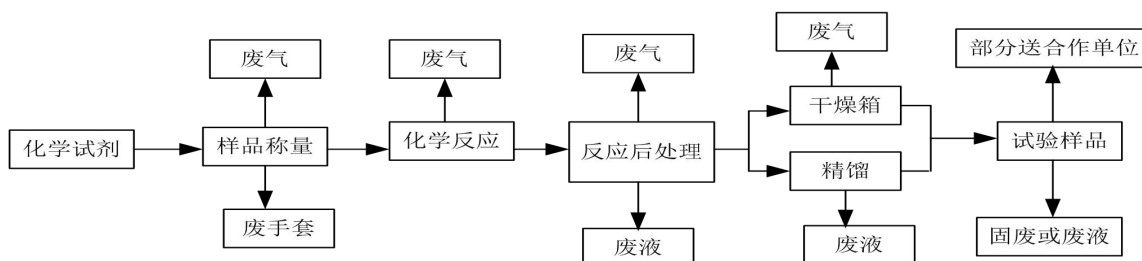 废气
废气
废气
废气
部分送合作单位
化学试剂
样品称量
化学反应
反应后处理
干燥箱
精馏
试验样品
废手套
废液
废液
固废或废液